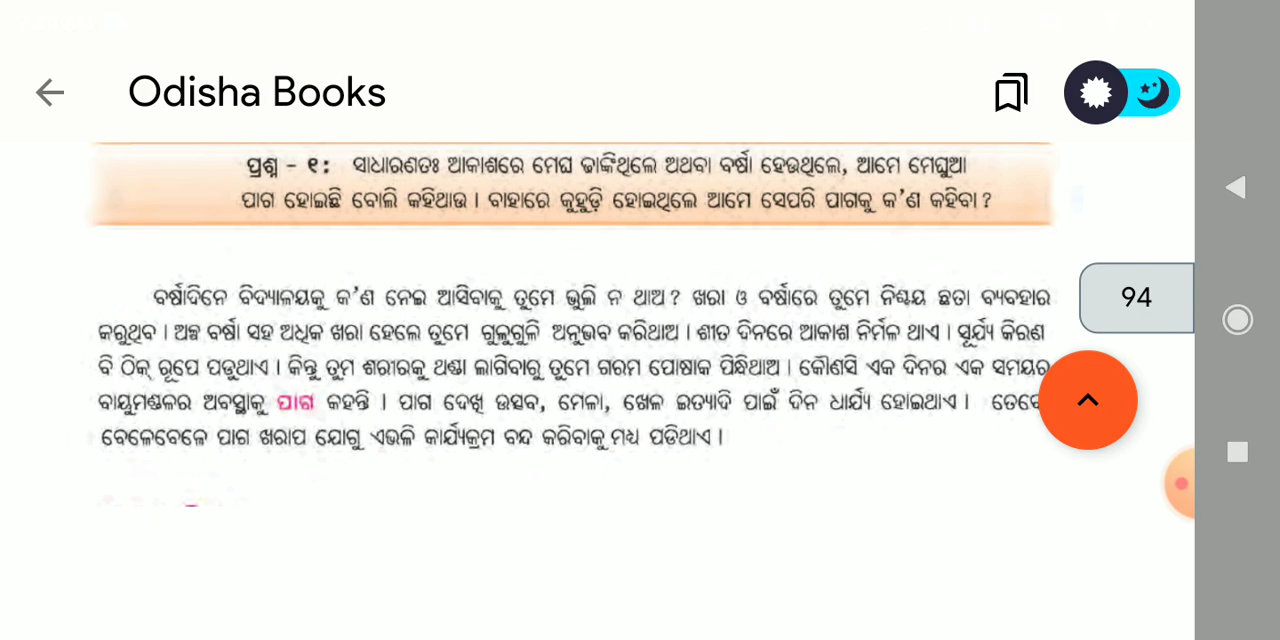 Odisha Books
ପ୍ରଶ୍ନ - ୧: ସାଧାରଣତଃ ଆକାଶରେ ମେଘ ଢାଙ୍କିଥିଲେ ଅଥବା ବର୍ଷା ହେଉଥିଲେ, ଆମେ ମେଘୁଆ
ପାଗ ହୋଇଛି ବୋଲି କହିଥାଉ । ବାହାରେ କୁହୁଡ଼ି ହୋଇଥିଲେ ଆମେ ସେପରି ପାଗକୁ କ'ଣ କହିବା ?
ବର୍ଷାଦିନେ ବିଦ୍ୟାଳୟକୁ କ'ଣ ନେଇ ଆସିବାକୁ ତୁମେ ଭୁଲି ନ ଥାଅ ? ଖରା ଓ ବର୍ଷାରେ ତୁମେ ନିଶ୍ଚୟ ଛତା ବ୍ୟବହାର
94
କରୁଥିବ । ଅଳ୍ପ ବର୍ଷା ସହ ଅଧିକ ଖରା ହେଲେ ତୁମେ ଗୁଳୁଗୁଳି ଅନୁଭବ କରିଥାଅ । ଶୀତ ଦିନରେ ଆକାଶ ନିର୍ମଳ ଥାଏ । ସୂର୍ଯ୍ୟ କିରଣ
ବି ଠିକ୍ ରୂପେ ପଡୁଥାଏ । କିନ୍ତୁ ତୁମ ଶରୀରକୁ ଥଣ୍ଡା ଲାଗିବାରୁ ତୁମେ ଗରମ ପୋଷାକ ପିନ୍ଧିଥାଅ । କୌଣସି ଏକ ଦିନର ଏକ ସମୟର
ବାୟୁମଣ୍ଡଳର ଅବସ୍ଥାକୁ ପାଗ କହନ୍ତି । ପାଗ ଦେଖି ଉତ୍ସବ, ମେଳା, ଖେଳ ଇତ୍ୟାଦି ପାଇଁ ଦିନ ଧାର୍ଯ୍ୟ ହୋଇଥାଏ ।
ବେଳେବେଳେ ପାଗ ଖରାପ ଯୋଗୁ ଏଭଳି କାର୍ଯ୍ୟକ୍ରମ ବନ୍ଦ କରିବାକୁ ମଧ୍ୟ ପଡିଥାଏ ।